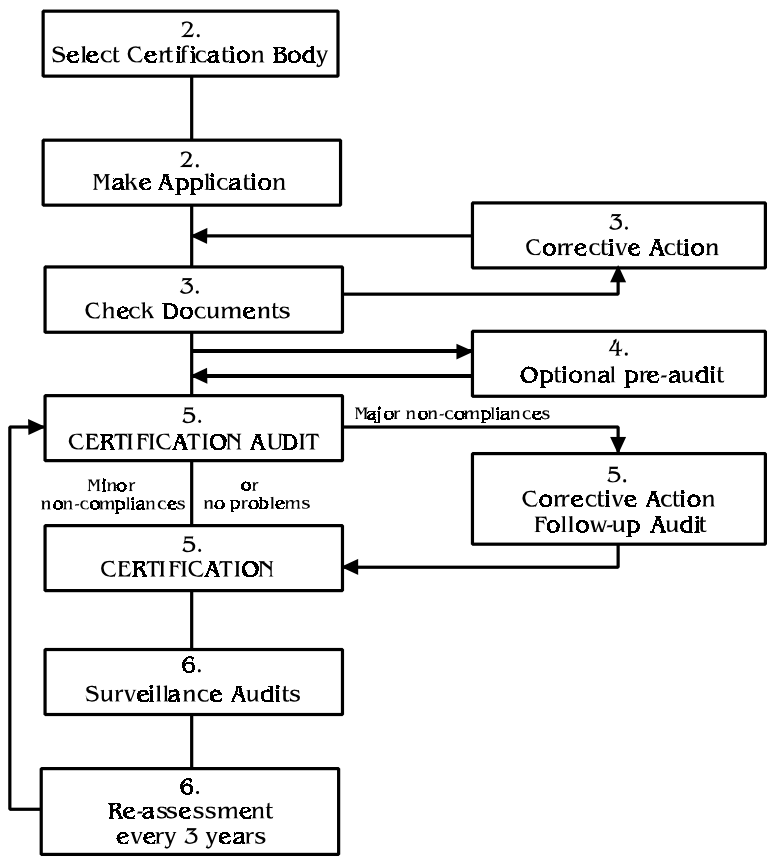 2.
Select Certification Body
2.
Make Application
3.
Corrective Action
3.
Check Documents
4.
Optional pre-audit
5.
CERTIFICATION AUDIT
Major non-compliances
Minor
non-compliances
or
no problems
5.
Corrective Action
Follow-up Audit
5.
CERTIFICATION
6.
Surveillance Audits
6.
Re-assessment
every 3 years